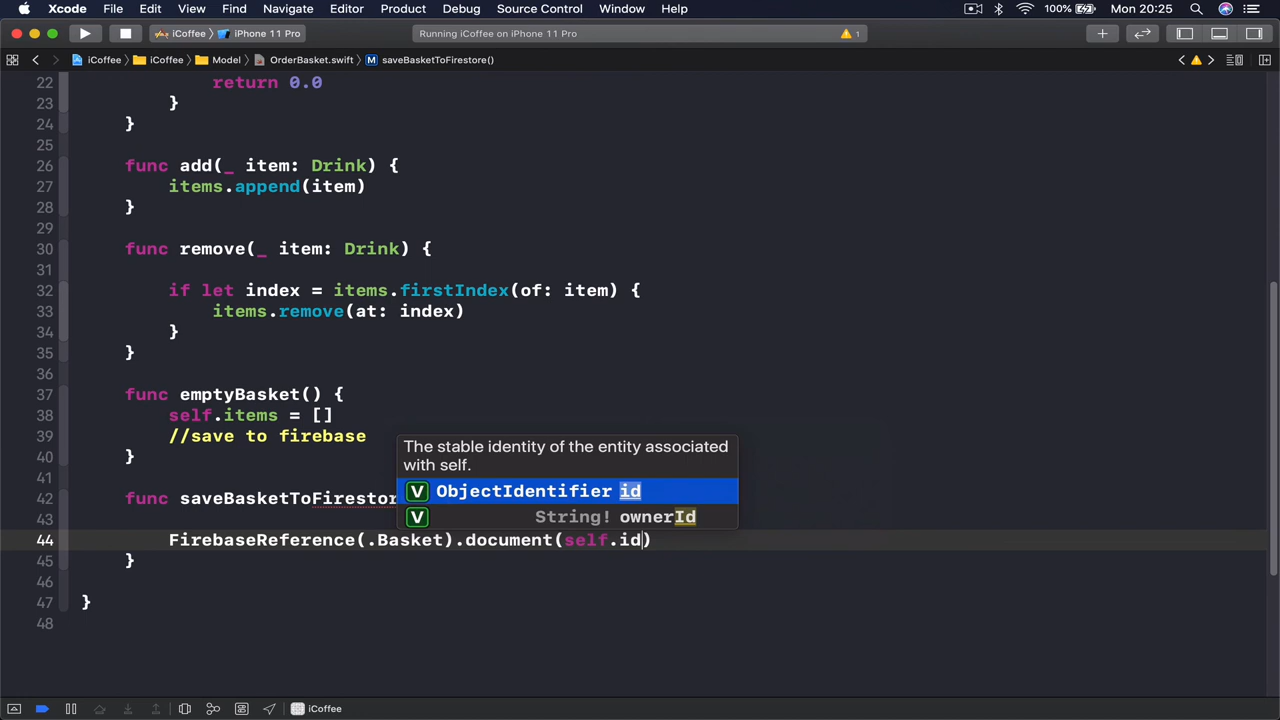 Xcode File Edit View Find Navigate Editor Product Debug Source Control Window Help 100% Mon 20:25
iCoffee iPhone 11 Pro Running iCoffee on iPhone 11 Pro 1
iCoffee iCoffee Model OrderBasket.swift M saveBasketToFirestore()
22 return 0.0
23 }
24 }
25
26 func add(_ item: Drink) {
27 items.append(item)
28 }
29
30 func remove(_ item: Drink) {
31
32 if let index = items.firstIndex(of: item) {
33 items.remove(at: index)
34 }
35 }
36
37 func emptyBasket() {
38 self.items = []
39 //save to firebase
40 }
The stable identity of the entity associated
with self.
V ObjectIdentifier id
V String! ownerId
41
42 func saveBasketToFirestor
43
44 FirebaseReference(.Basket).document(self.id)
45 }
46
47 }
48
iCoffee